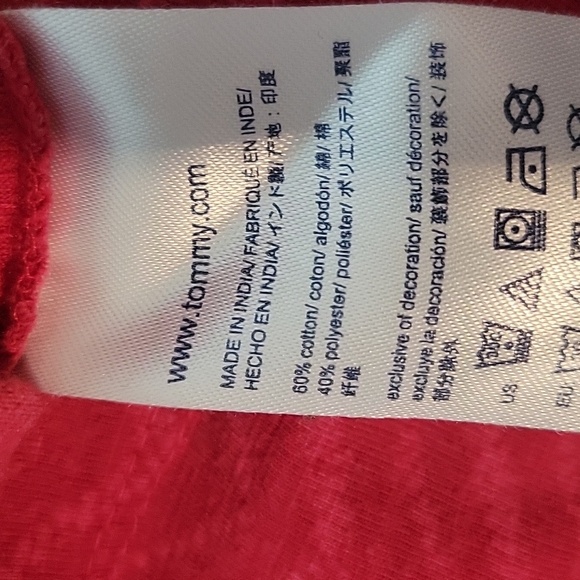 www.tommy.com
MADE IN INDIA/FABRIQUÉ EN INDE/
HECHO EN INDIA/インド製/产地：印度
60% cotton/ coton/ algodón/ 綿/ 棉
40% polyester/ polyester/ poliéster/ ポリエステル/ 聚酯
纤维
exclusive of decoration/ sauf décoration/
excluye la decoración/ 装飾部分を除く/ 装饰
部分除外
US
EU